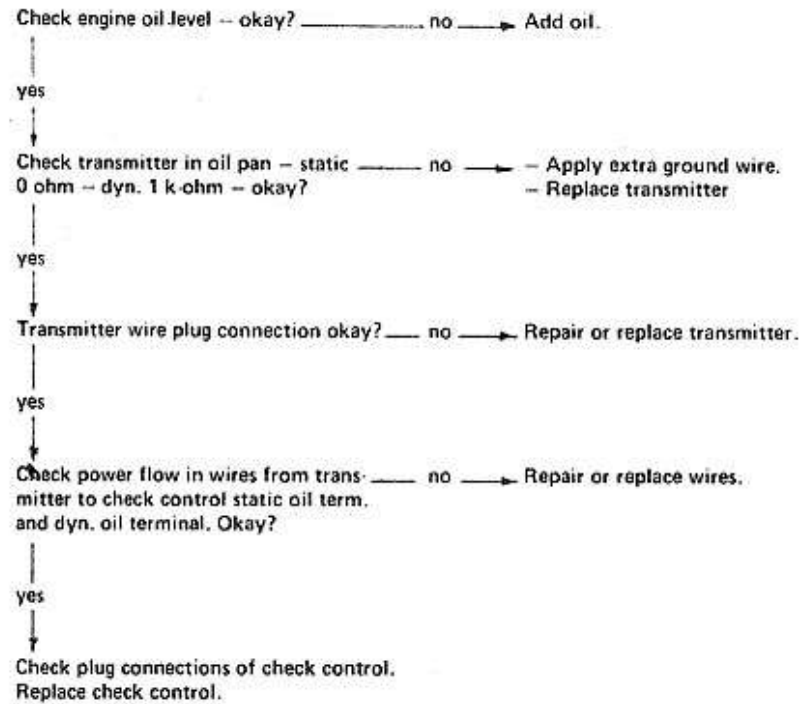 Check engine oil level – okay? no Add oil.
yes
Check transmitter in oil pan – static no – Apply extra ground wire.
0 ohm – dyn. 1 k-ohm – okay? – Replace transmitter
yes
Transmitter wire plug connection okay? no Repair or replace transmitter.
yes
Check power flow in wires from trans- no Repair or replace wires.
mitter to check control static oil term.
and dyn. oil terminal. Okay?
yes
Check plug connections of check control.
Replace check control.